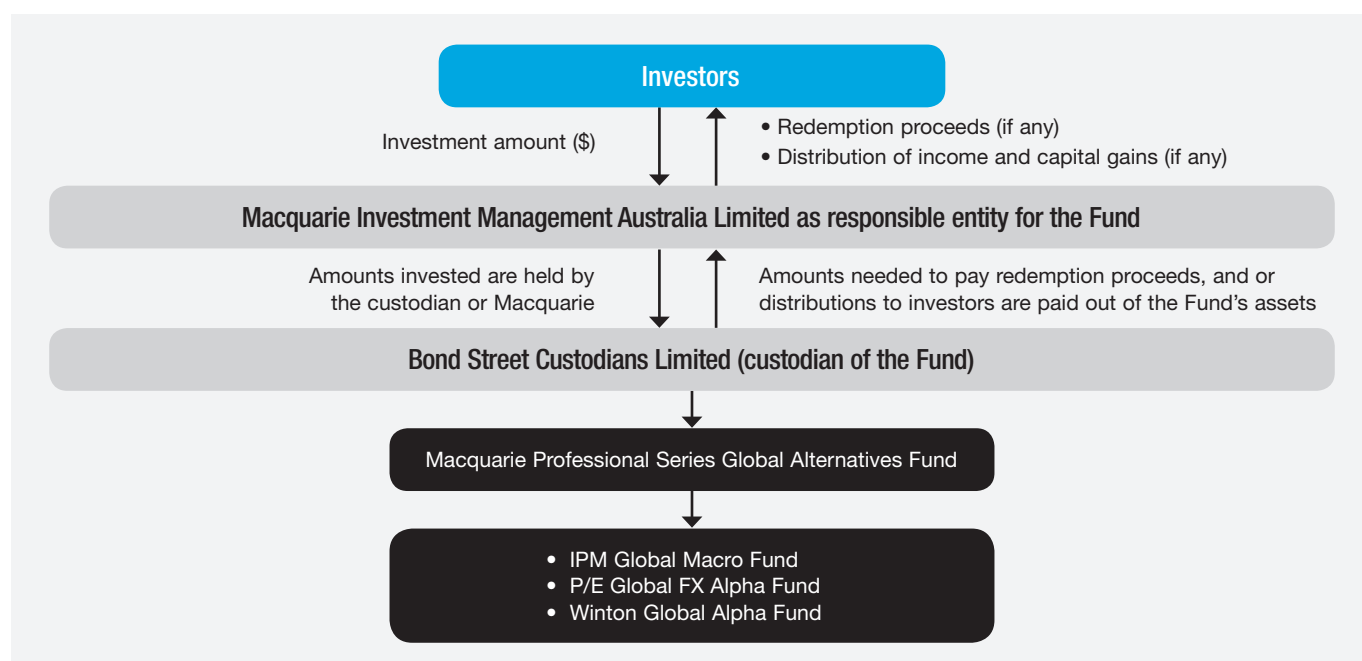 Investors
Investment amount ($)
• Redemption proceeds (if any)
• Distribution of income and capital gains (if any)
Macquarie Investment Management Australia Limited as responsible entity for the Fund
Amounts invested are held by
the custodian or Macquarie
Amounts needed to pay redemption proceeds, and or
distributions to investors are paid out of the Fund's assets
Bond Street Custodians Limited (custodian of the Fund)
Macquarie Professional Series Global Alternatives Fund
• IPM Global Macro Fund
• P/E Global FX Alpha Fund
• Winton Global Alpha Fund